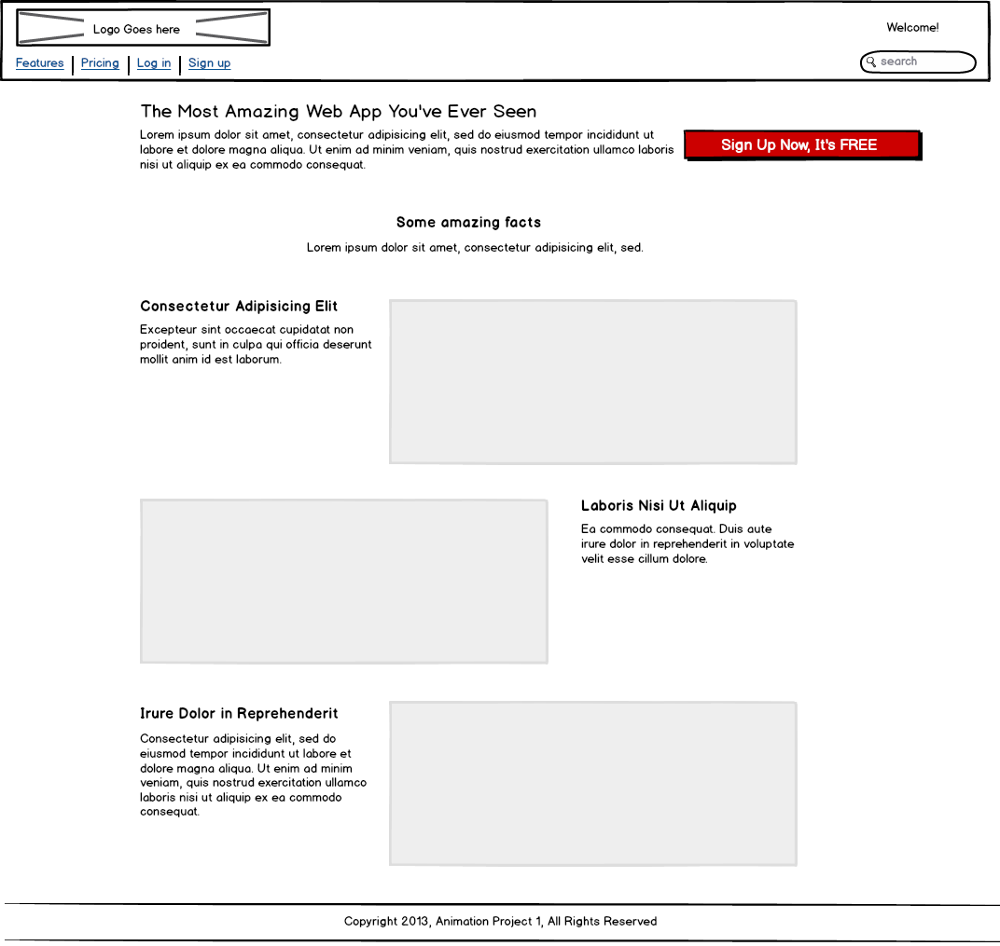 Logo Goes here
Welcome!
Features Pricing Log in Sign up
search
The Most Amazing Web App You've Ever Seen
Lorem ipsum dolor sit amet, consectetur adipisicing elit, sed do eiusmod tempor incididunt ut
labore et dolore magna aliqua. Ut enim ad minim veniam, quis nostrud exercitation ullamco laboris
nisi ut aliquip ex ea commodo consequat.
Sign Up Now, It's FREE
Some amazing facts
Lorem ipsum dolor sit amet, consectetur adipisicing elit, sed.
Consectetur Adipisicing Elit
Excepteur sint occaecat cupidatat non
proident, sunt in culpa qui officia deserunt
mollit anim id est laborum.
Laboris Nisi Ut Aliquip
Ea commodo consequat. Duis aute
irure dolor in reprehenderit in voluptate
velit esse cillum dolore.
Irure Dolor in Reprehenderit
Consectetur adipisicing elit, sed do
eiusmod tempor incididunt ut labore et
dolore magna aliqua. Ut enim ad minim
veniam, quis nostrud exercitation ullamco
laboris nisi ut aliquip ex ea commodo
consequat.
Copyright 2013, Animation Project 1, All Rights Reserved